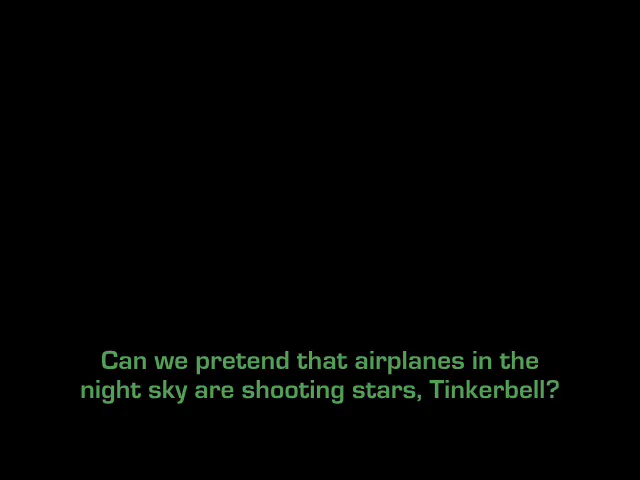 Can we pretend that airplanes in the
night sky are shooting stars, Tinkerbell?